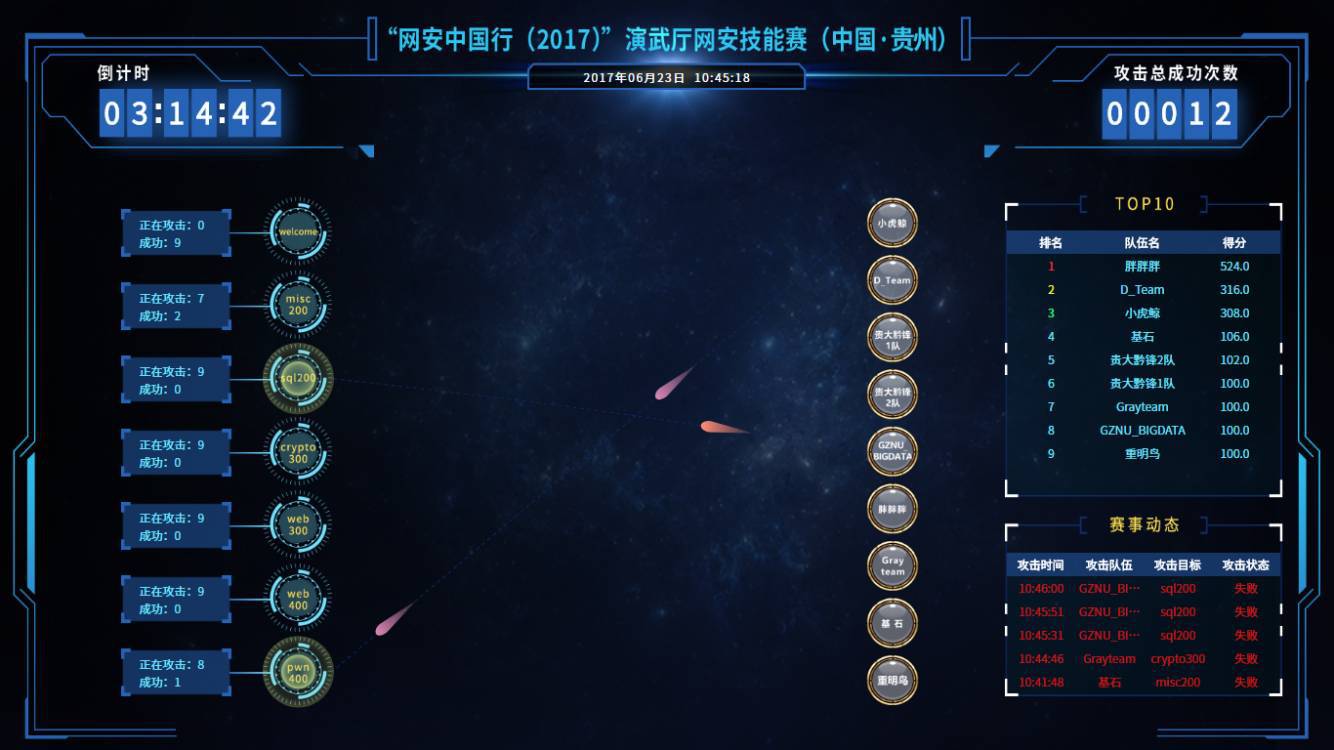 “网安中国行（2017）”演武厅网安技能赛（中国·贵州）
2017年06月23日 10:45:18
倒计时
03:14:42
攻击总成功次数
00012
正在攻击：0
成功：9
welcome
正在攻击：7
成功：2
misc
200
正在攻击：9
成功：0
sql200
正在攻击：9
成功：0
crypto
300
正在攻击：9
成功：0
web
300
正在攻击：9
成功：0
web
400
正在攻击：8
成功：1
pwn
400
小虎鲸
D_Team
贵大黔锋
1队
贵大黔锋
2队
GZNU_
BIGDATA
胖胖胖
Gray
team
基石
重明鸟
TOP10
排名 队伍名 得分
1 胖胖胖 524.0
2 D_Team 316.0
3 小虎鲸 308.0
4 基石 106.0
5 贵大黔锋2队 102.0
6 贵大黔锋1队 100.0
7 Grayteam 100.0
8 GZNU_BIGDATA 100.0
9 重明鸟 100.0
赛事动态
攻击时间 攻击队伍 攻击目标 攻击状态
10:46:00 GZNU_BI… sql200 失败
10:45:51 GZNU_BI… sql200 失败
10:45:31 GZNU_BI… sql200 失败
10:44:46 Grayteam crypto300 失败
10:41:48 基石 misc200 失败